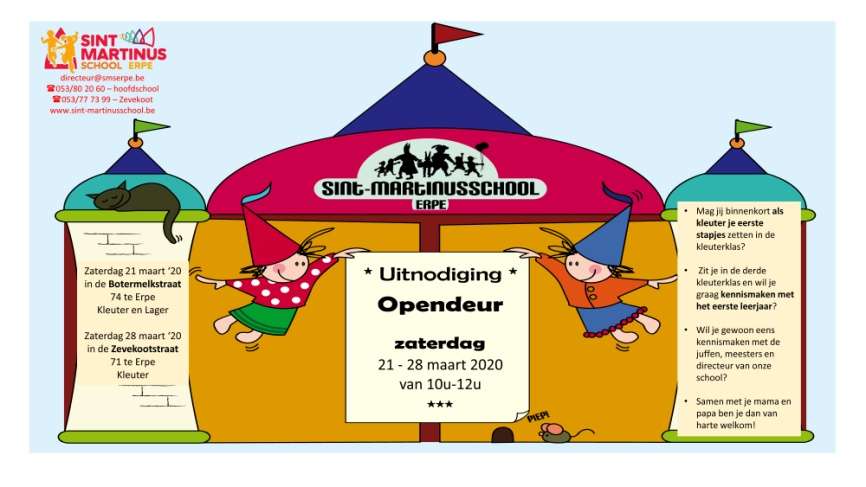 SINT
MARTINUS
SCHOOL ERPE
directeur@smserpe.be
☎053/80 20 60 – hoofdschool
☎053/77 73 99 – Zevekoot
www.sint-martinusschool.be
SINT-MARTINUSSCHOOL
ERPE
Zaterdag 21 maart ’20
in de Botermelkstraat
74 te Erpe
Kleuter en Lager
Zaterdag 28 maart ’20
in de Zevekootstraat
71 te Erpe
Kleuter
* Uitnodiging *
Opendeur
zaterdag
21 - 28 maart 2020
van 10u-12u
***
PIEP!
• Mag jij binnenkort als
kleuter je eerste
stapjes zetten in de
kleuterklas?
• Zit je in de derde
kleuterklas en wil je
graag kennismaken met
het eerste leerjaar?
• Wil je gewoon eens
kennismaken met de
juffen, meesters en
directeur van onze
school?
• Samen met je mama en
papa ben je dan van
harte welkom!